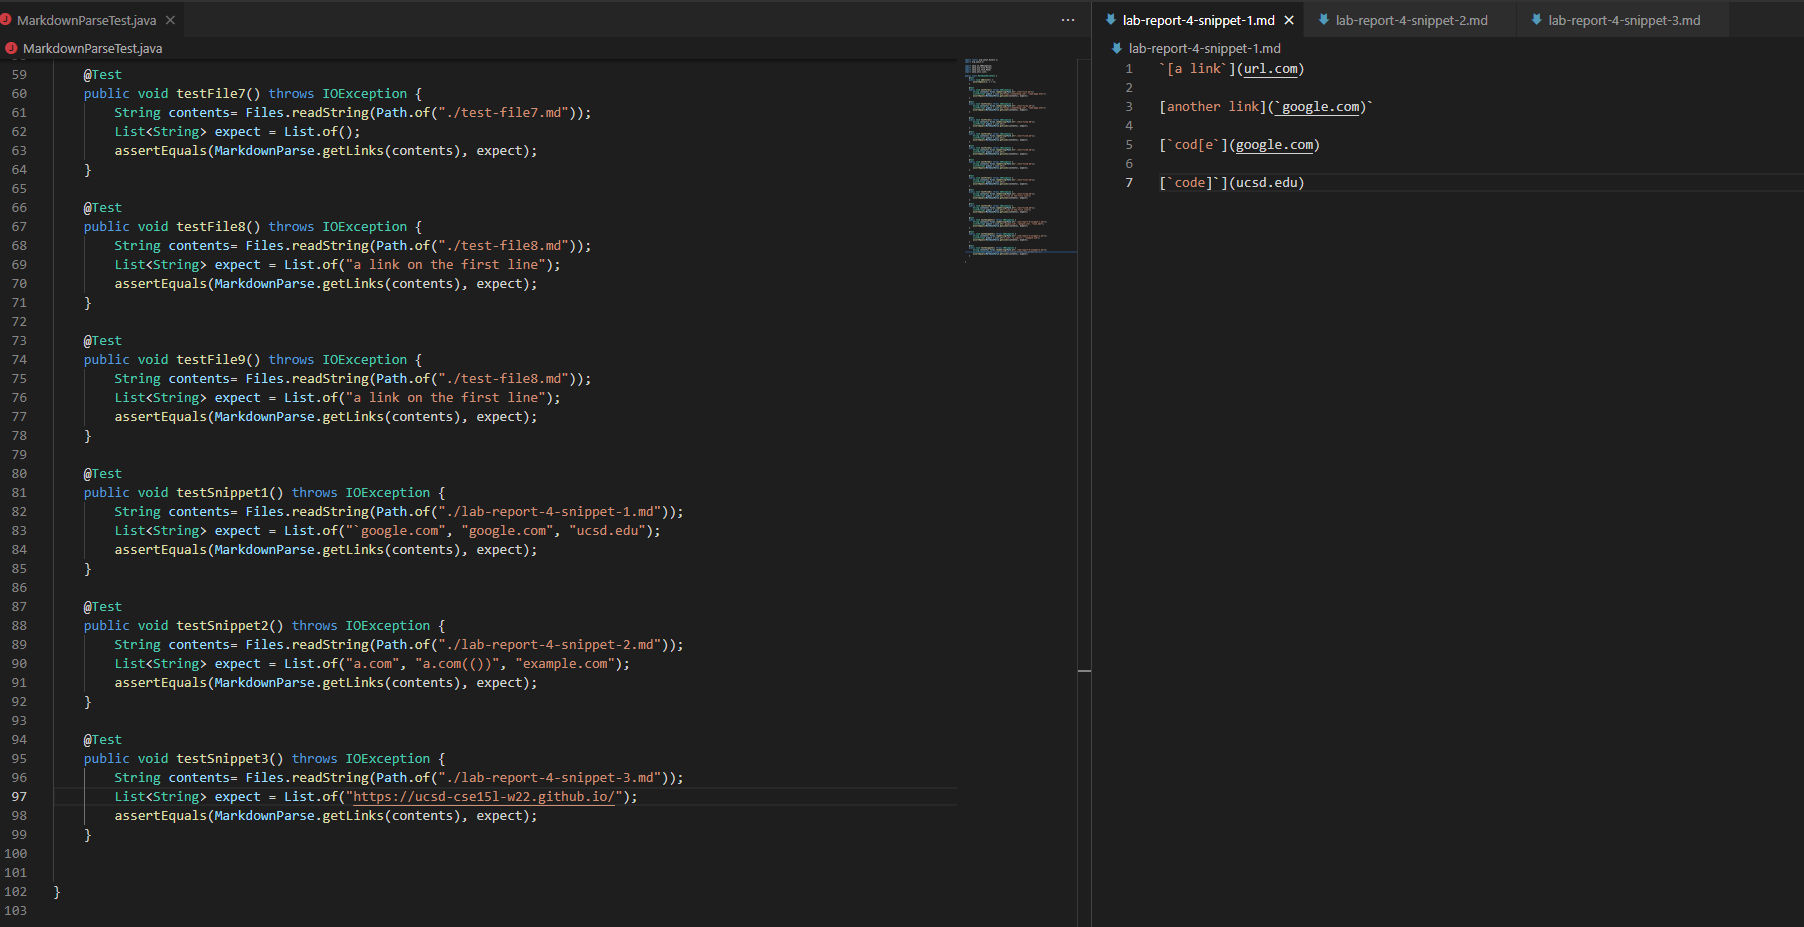 MarkdownParseTest.java
MarkdownParseTest.java
59 @Test
60 public void testFile7() throws IOException {
61 String contents= Files.readString(Path.of("./test-file7.md"));
62 List<String> expect = List.of();
63 assertEquals(MarkdownParse.getLinks(contents), expect);
64 }
65
66 @Test
67 public void testFile8() throws IOException {
68 String contents= Files.readString(Path.of("./test-file8.md"));
69 List<String> expect = List.of("a link on the first line");
70 assertEquals(MarkdownParse.getLinks(contents), expect);
71 }
72
73 @Test
74 public void testFile9() throws IOException {
75 String contents= Files.readString(Path.of("./test-file8.md"));
76 List<String> expect = List.of("a link on the first line");
77 assertEquals(MarkdownParse.getLinks(contents), expect);
78 }
79
80 @Test
81 public void testSnippet1() throws IOException {
82 String contents= Files.readString(Path.of("./lab-report-4-snippet-1.md"));
83 List<String> expect = List.of("`google.com", "google.com", "ucsd.edu");
84 assertEquals(MarkdownParse.getLinks(contents), expect);
85 }
86
87 @Test
88 public void testSnippet2() throws IOException {
89 String contents= Files.readString(Path.of("./lab-report-4-snippet-2.md"));
90 List<String> expect = List.of("a.com", "a.com(())", "example.com");
91 assertEquals(MarkdownParse.getLinks(contents), expect);
92 }
93
94 @Test
95 public void testSnippet3() throws IOException {
96 String contents= Files.readString(Path.of("./lab-report-4-snippet-3.md"));
97 List<String> expect = List.of("https://ucsd-cse15l-w22.github.io/");
98 assertEquals(MarkdownParse.getLinks(contents), expect);
99 }
100
101
102 }
103
lab-report-4-snippet-1.md lab-report-4-snippet-2.md lab-report-4-snippet-3.md
lab-report-4-snippet-1.md
1 `[a link`](url.com)
2
3 [another link](`google.com)`
4
5 [`cod[e`](google.com)
6
7 [`code]`](ucsd.edu)